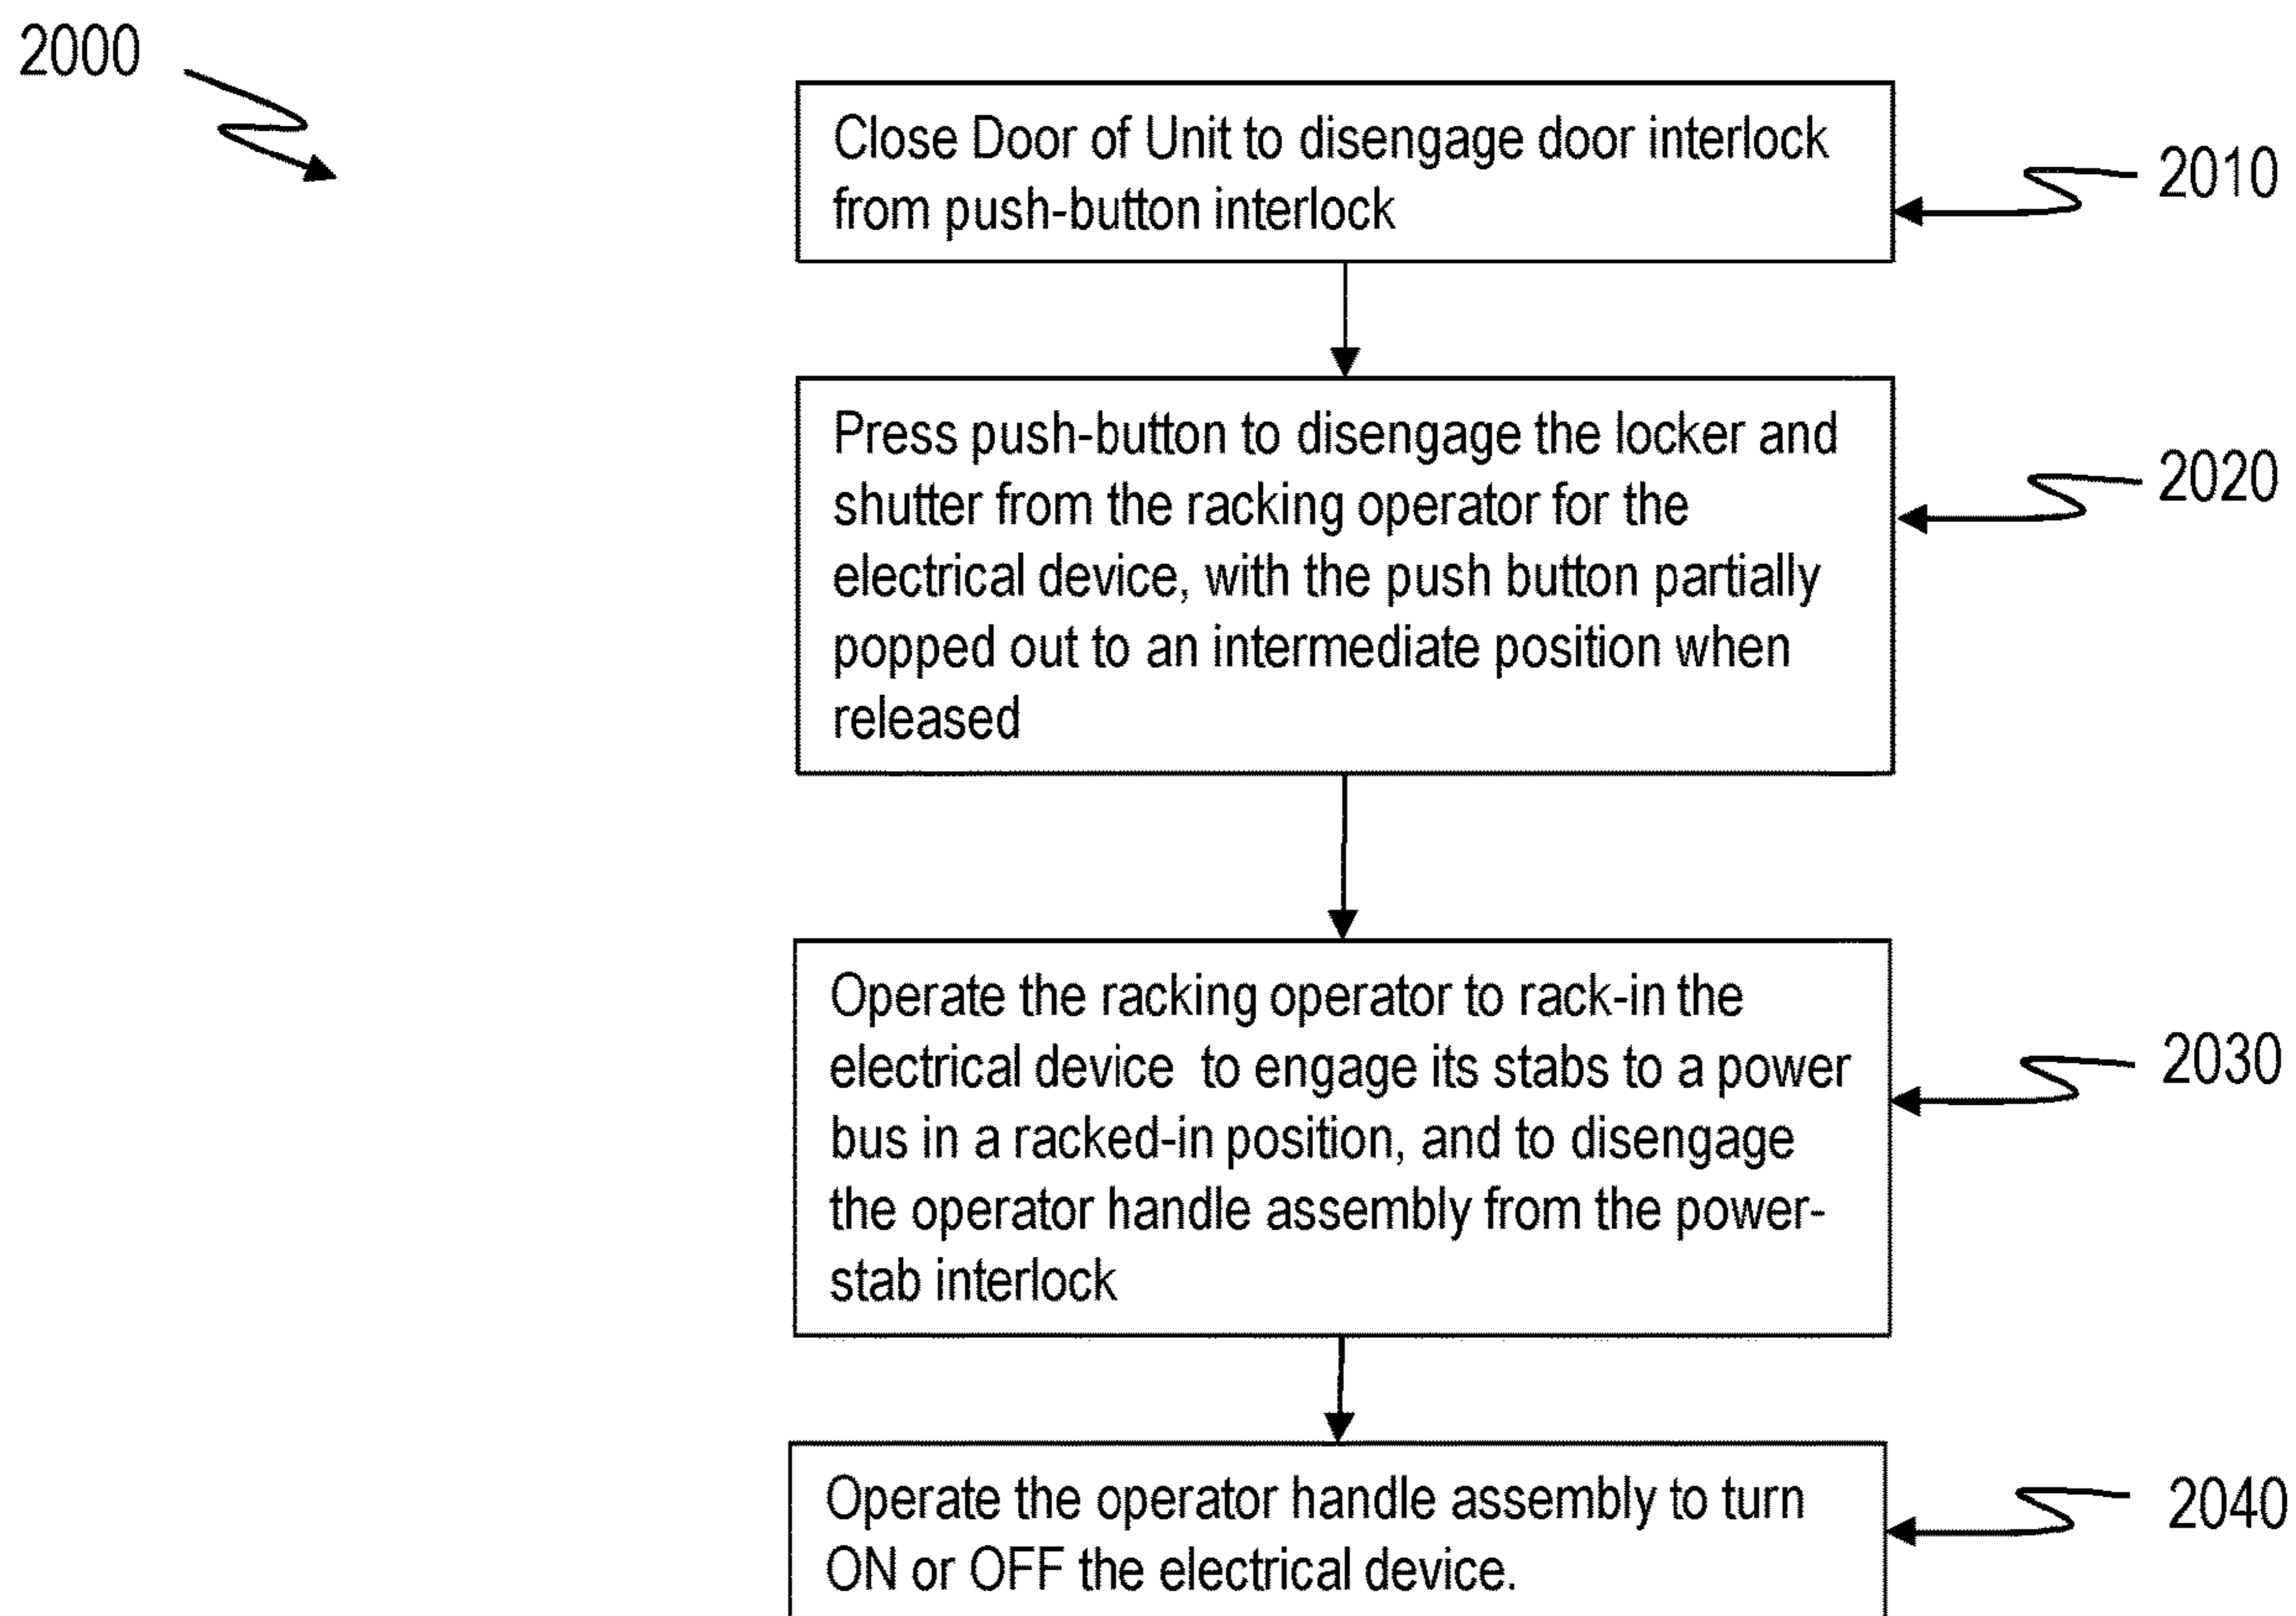 2000
Close Door of Unit to disengage door interlock
from push-button interlock
2010
Press push-button to disengage the locker and
shutter from the racking operator for the
electrical device, with the push button partially
popped out to an intermediate position when
released
2020
Operate the racking operator to rack-in the
electrical device to engage its stabs to a power
bus in a racked-in position, and to disengage
the operator handle assembly from the power-
stab interlock
2030
Operate the operator handle assembly to turn
ON or OFF the electrical device.
2040